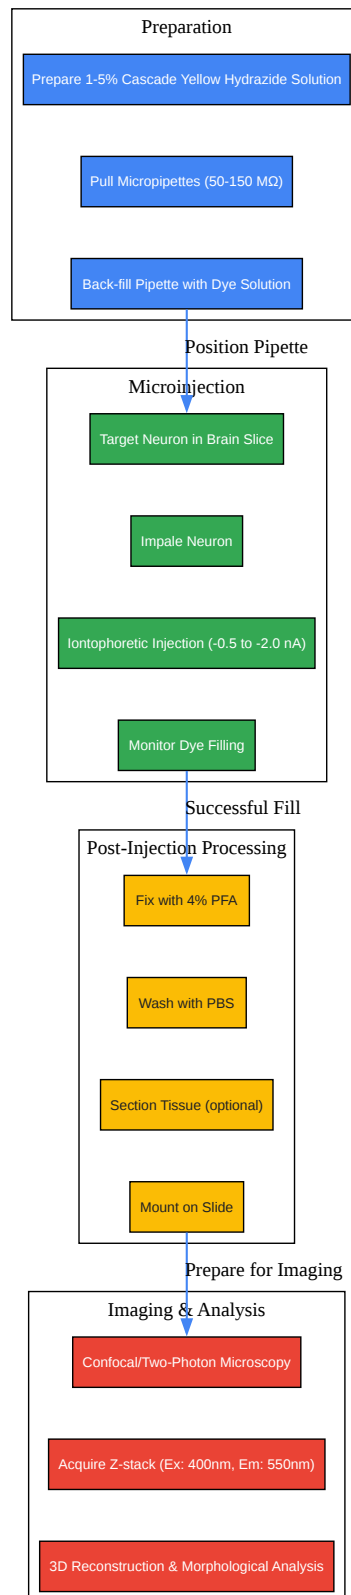 Preparation
Prepare 1-5% Cascade Yellow Hydrazide Solution
Pull Micropipettes (50-150 MΩ)
Back-fill Pipette with Dye Solution
Position Pipette
Microinjection
Target Neuron in Brain Slice
Impale Neuron
Iontophoretic Injection (-0.5 to -2.0 nA)
Monitor Dye Filling
Successful Fill
Post-Injection Processing
Fix with 4% PFA
Wash with PBS
Section Tissue (optional)
Mount on Slide
Prepare for Imaging
Imaging & Analysis
Confocal/Two-Photon Microscopy
Acquire Z-stack (Ex: 400nm, Em: 550nm)
3D Reconstruction & Morphological Analysis